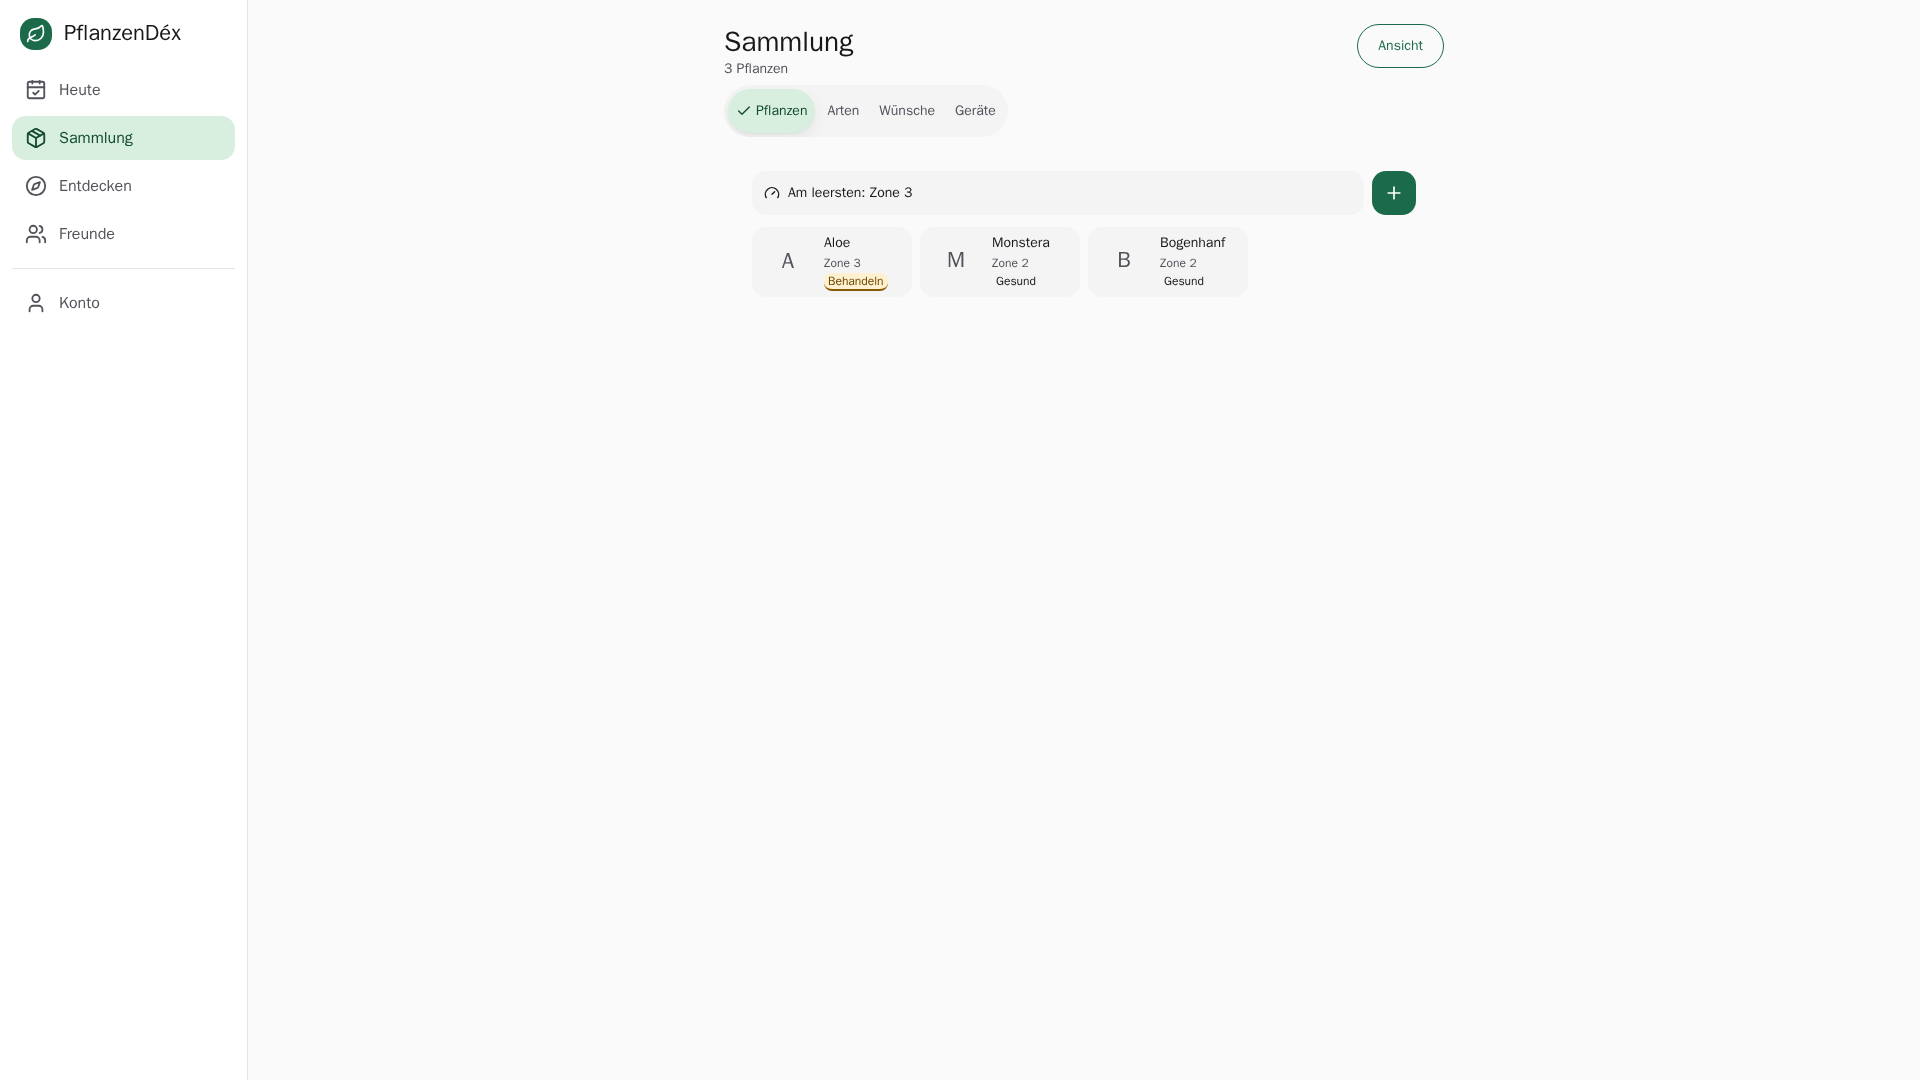 PflanzenDéx
Heute
Sammlung
Entdecken
Freunde
Konto
Sammlung
3 Pflanzen
Ansicht
Pflanzen
Arten
Wünsche
Geräte
Am leersten: Zone 3
A
Aloe
Zone 3
Behandeln
M
Monstera
Zone 2
Gesund
B
Bogenhanf
Zone 2
Gesund